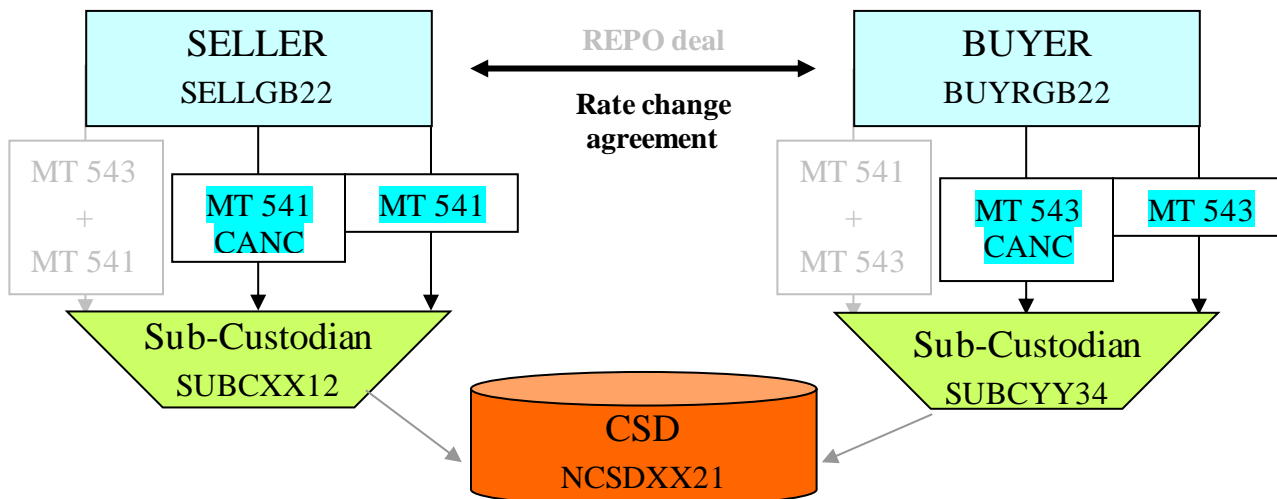 SELLER
SELLGB22
REPO deal
Rate change
agreement
BUYER
BUYRGB22
MT 543
+
MT 541
MT 541
CANC
MT 541
MT 541
+
MT 543
MT 543
CANC
MT 543
Sub-Custodian
SUBCXX12
CSD
NCSDXX21
Sub-Custodian
SUBCYY34